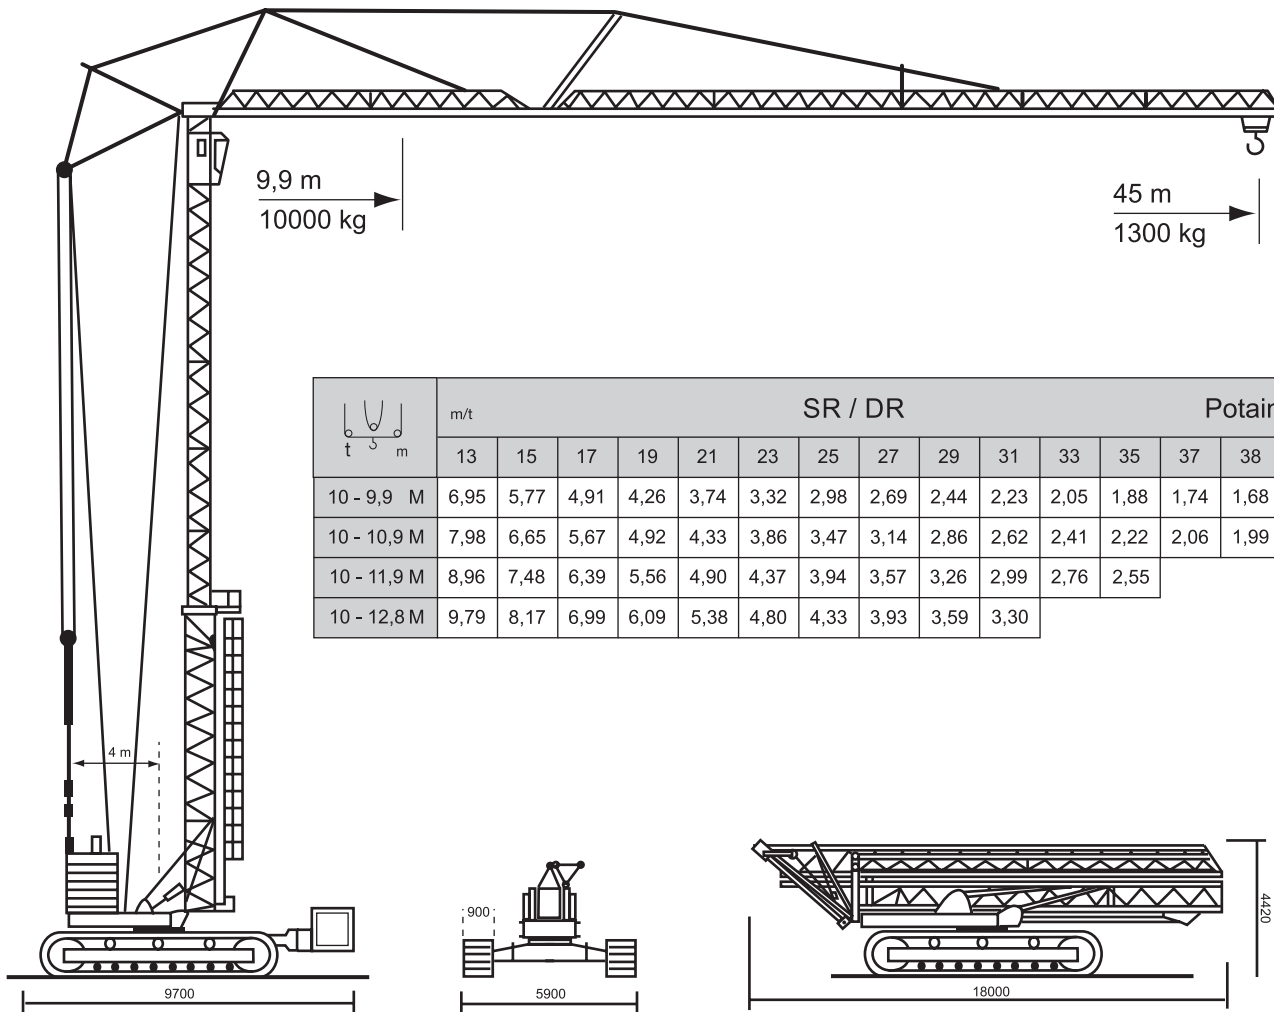 9,9 m
10000 kg
45 m
1300 kg
m/t SR / DR Potain
t m 13 15 17 19 21 23 25 27 29 31 33 35 37 38
10 - 9,9 M 6,95 5,77 4,91 4,26 3,74 3,32 2,98 2,69 2,44 2,23 2,05 1,88 1,74 1,68
10 - 10,9 M 7,98 6,65 5,67 4,92 4,33 3,86 3,47 3,14 2,86 2,62 2,41 2,22 2,06 1,99
10 - 11,9 M 8,96 7,48 6,39 5,56 4,90 4,37 3,94 3,57 3,26 2,99 2,76 2,55
10 - 12,8 M 9,79 8,17 6,99 6,09 5,38 4,80 4,33 3,93 3,59 3,30
4 m
900
4420
9700
5900
18000